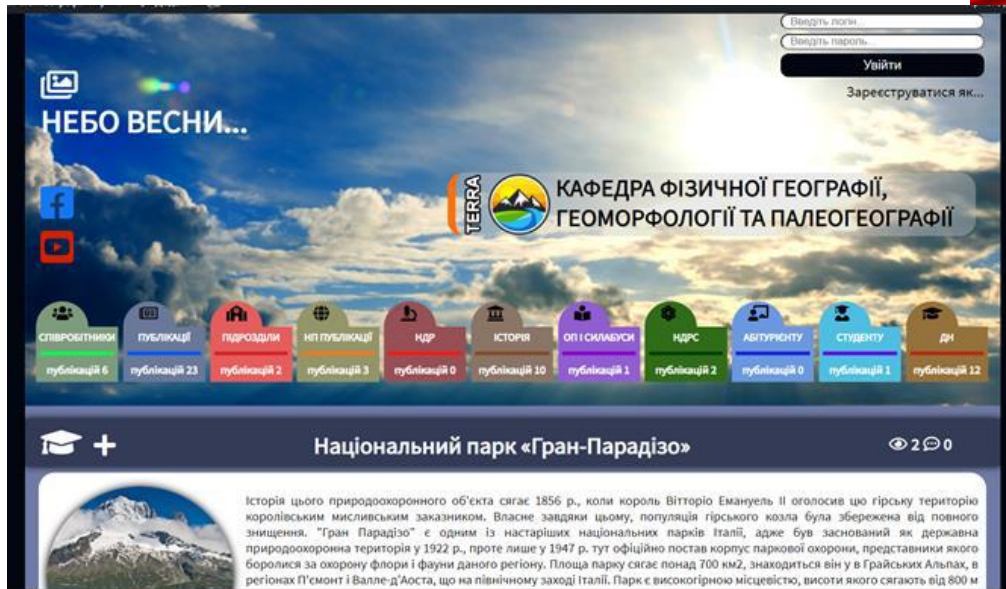 Введіть логін...
Введіть пароль...
Увійти
Зареєструватися як...
НЕБО ВЕСНИ...
TERRA
КАФЕДРА ФІЗИЧНОЇ ГЕОГРАФІЇ,
ГЕОМОРФОЛОГІЇ ТА ПАЛЕОГЕОГРАФІЇ
СПІВРОБІТНИКИ ПУБЛІКАЦІЇ ПІДРОЗДІЛИ НП ПУБЛІКАЦІЇ НДР ІСТОРІЯ ОП І СИЛАБУСИ НДРС АБІТУРІЄНТУ СТУДЕНТУ ДН
публікацій 6 публікацій 23 публікацій 2 публікацій 3 публікацій 0 публікацій 10 публікацій 1 публікацій 2 публікацій 0 публікацій 1 публікацій 12
Національний парк «Гран-Парадізо» 2 0
Історія цього природоохоронного об'єкта сягає 1856 р., коли король Вітторіо Емануель ІІ оголосив цю гірську територію
королівським мисливським заказником. Власне завдяки цьому, популяція гірського козла була збережена від повного
знищення. "Гран Парадізо" є одним із настаріших національних парків Італії, адже був заснований як державна
природоохоронна територія у 1922 р., проте лише у 1947 р. тут офіційно постав корпус паркової охорони, представники якого
боролися за охорону флори і фауни даного регіону. Площа парку сягає понад 700 км2, знаходиться він у в Грайських Альпах, в
регіонах П'ємонт і Валле-д'Аоста, що на північному заході Італії. Парк є високогірною місцевістю, висоти якого сягають від 800 м